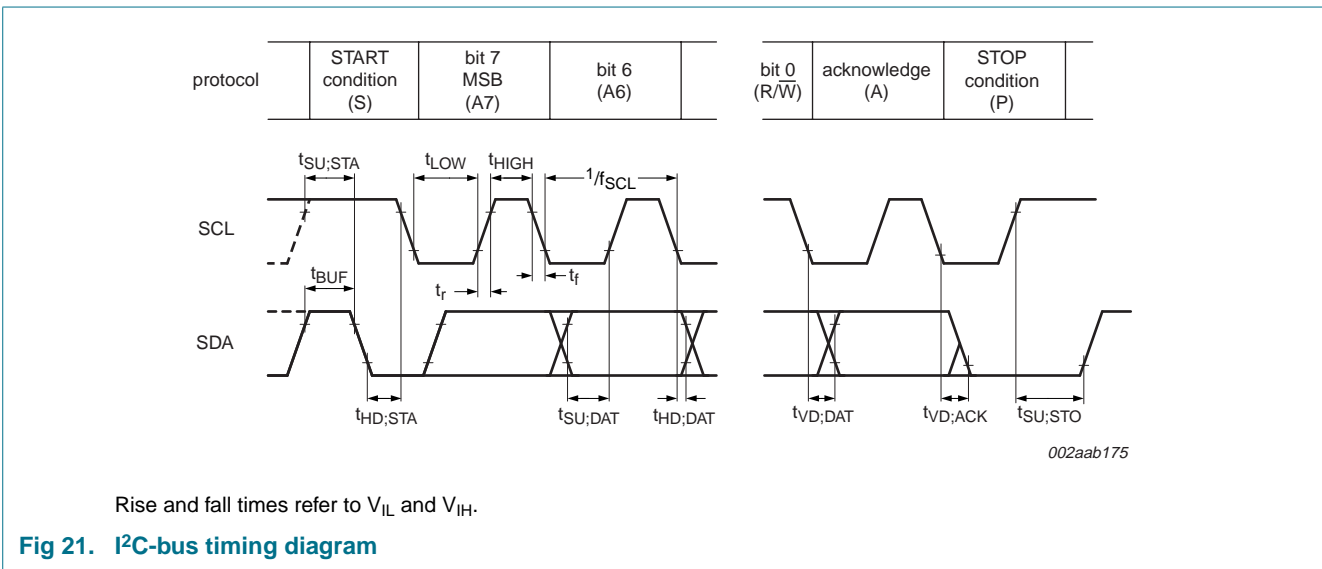 protocol
START
condition
(S)
bit 7
MSB
(A7)
bit 6
(A6)
bit 0
(R/W̅)
acknowledge
(A)
STOP
condition
(P)
tSU;STA
tLOW
tHIGH
1/fSCL
SCL
tBUF
tr
tf
SDA
tHD;STA
tSU;DAT
tHD;DAT
tVD;DAT
tVD;ACK
tSU;STO
002aab175
Rise and fall times refer to VIL and VIH.
Fig 21. I²C-bus timing diagram